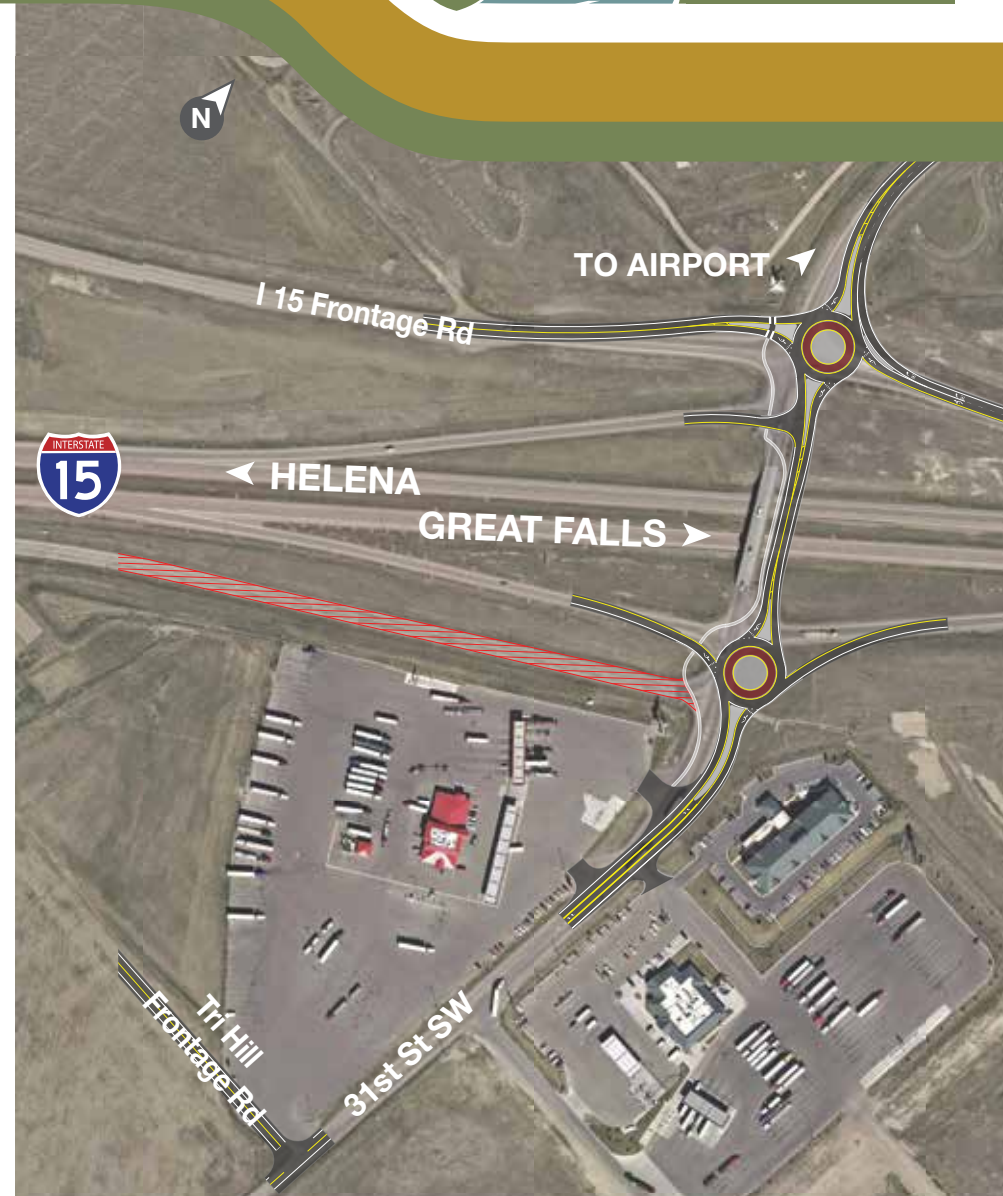 N
TO AIRPORT
I 15 Frontage Rd
INTERSTATE
15
HELENA
GREAT FALLS
Tri Hill
Frontage Rd
31st St SW